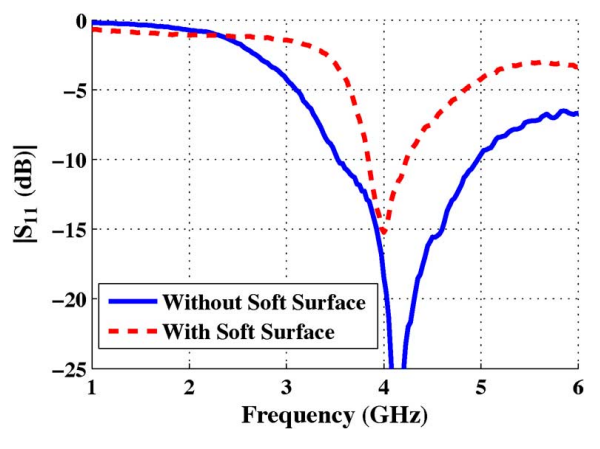 0
−5
−10
−15
−20
−25
|S11 (dB)|
Without Soft Surface
With Soft Surface
1 2 3 4 5 6
Frequency (GHz)